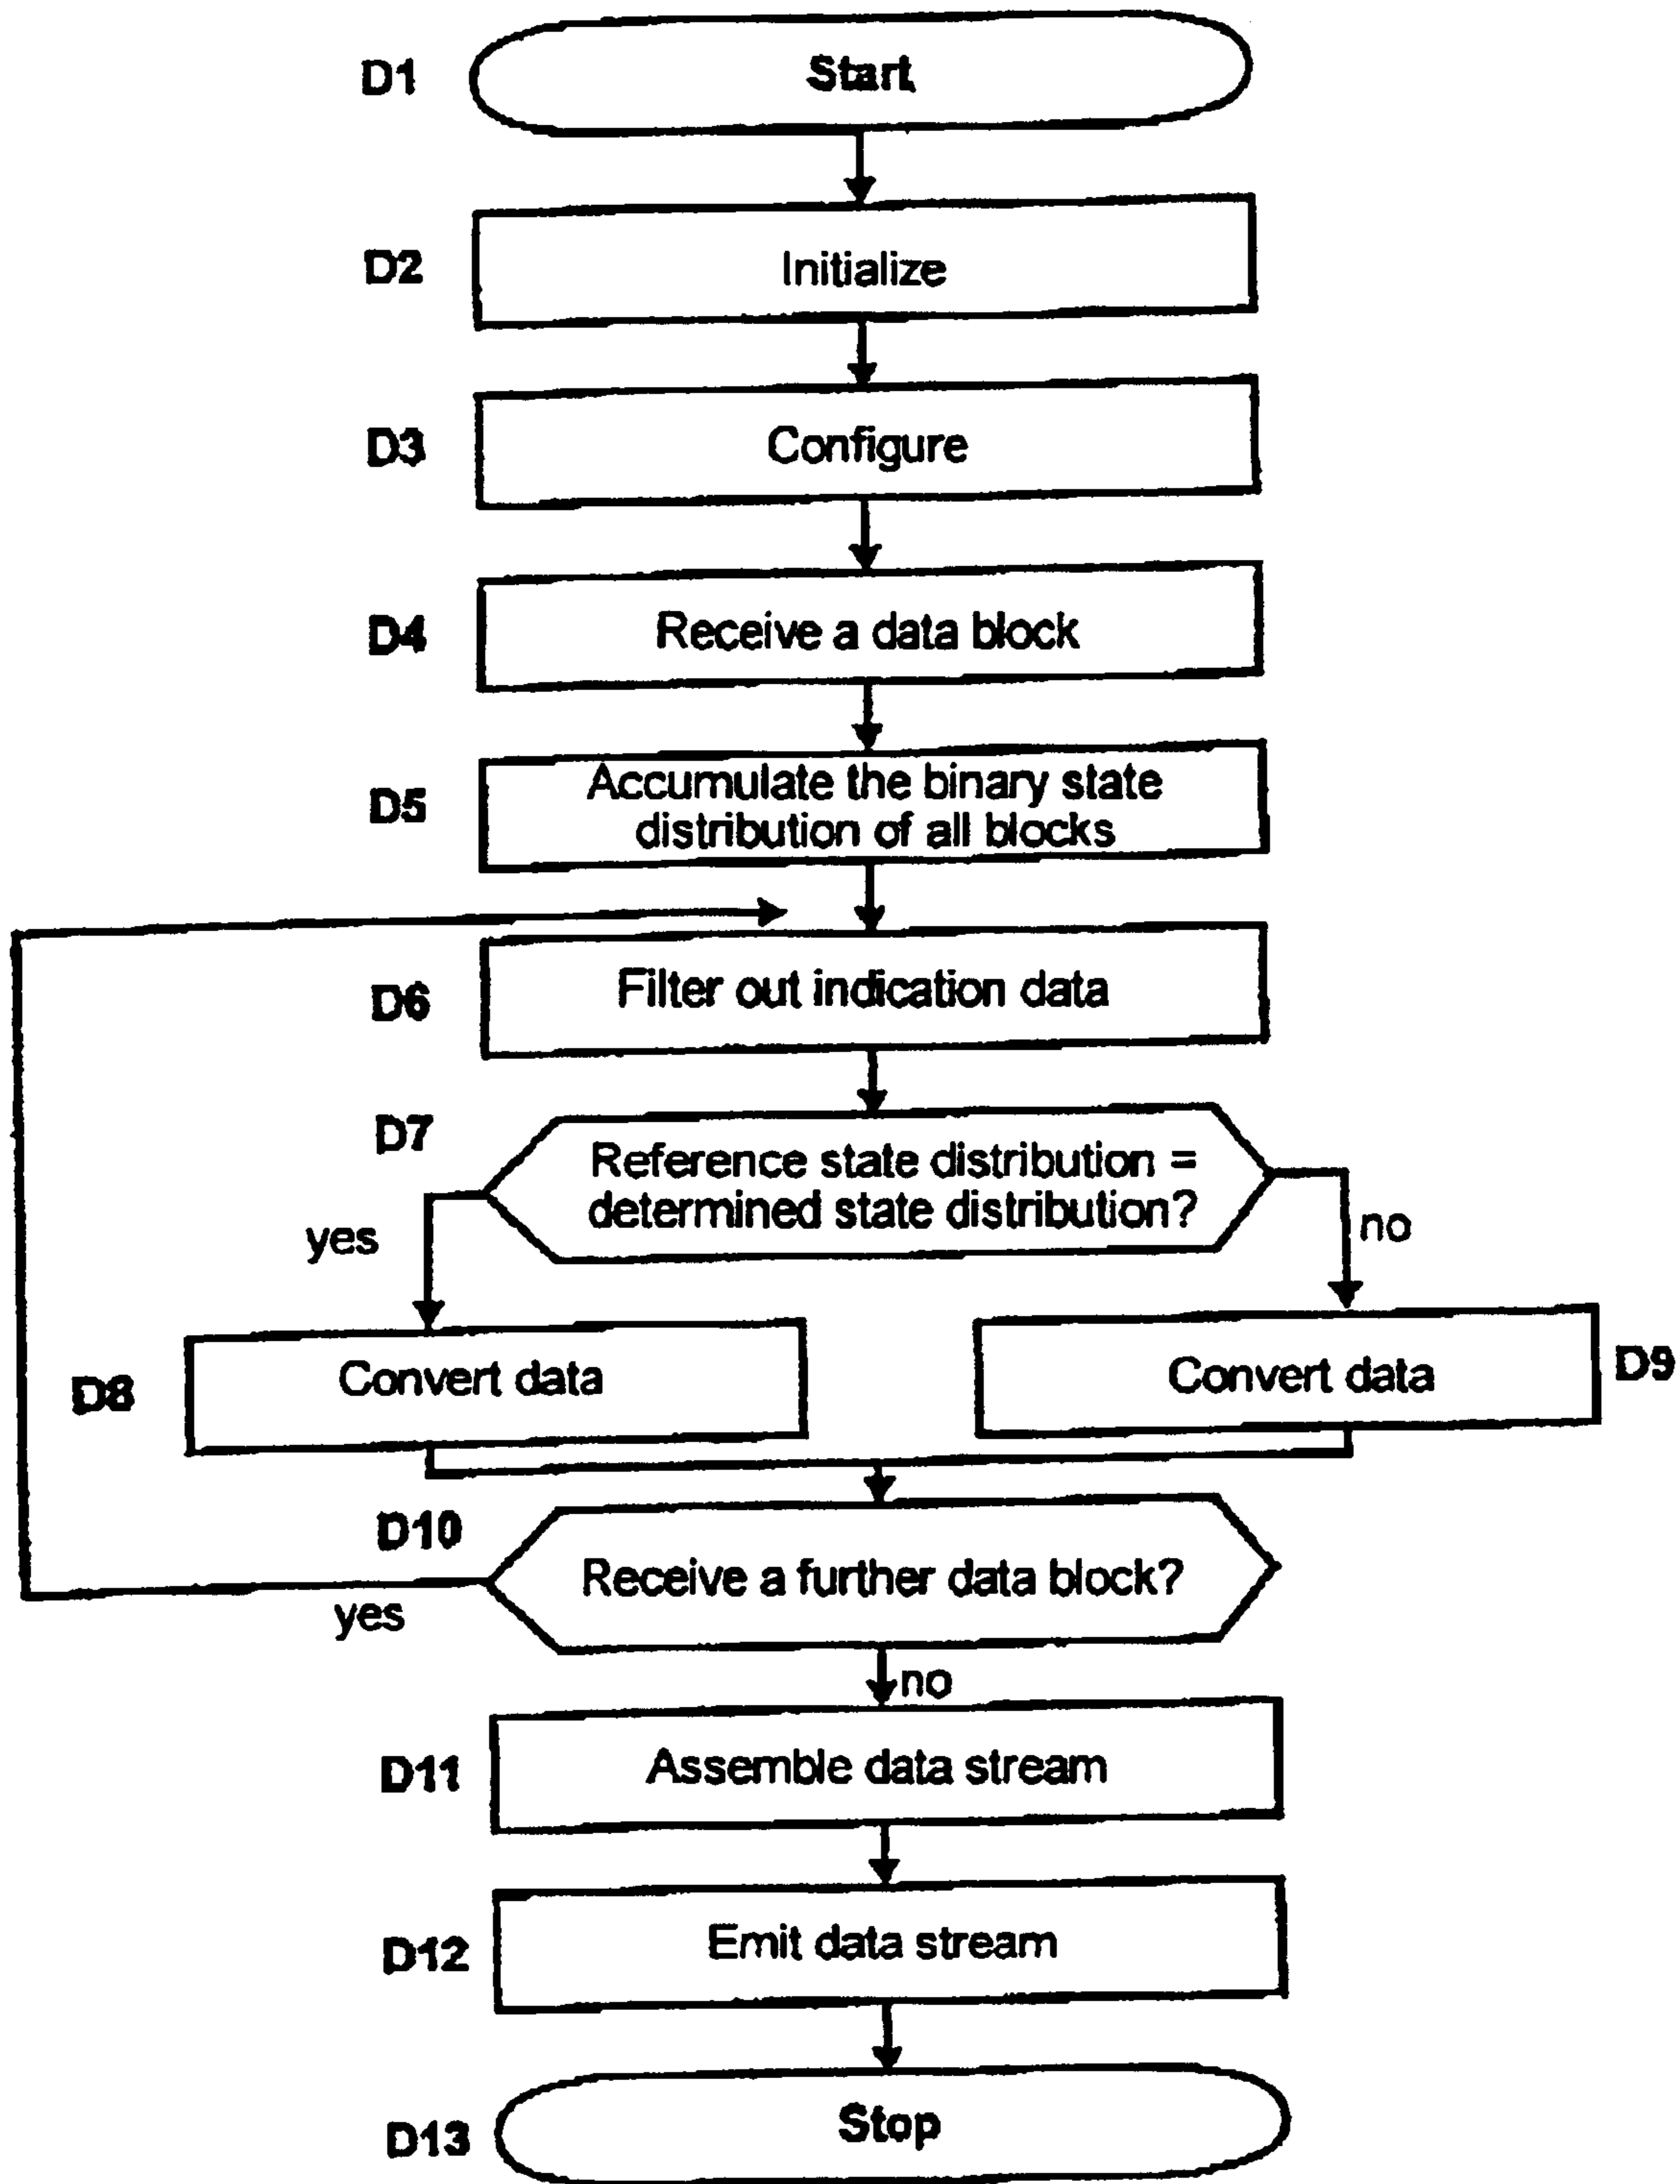 D1
Start
D2
Initialize
D3
Configure
D4
Receive a data block
D5
Accumulate the binary state
distribution of all blocks
D6
Filter out indication data
D7
Reference state distribution =
determined state distribution?
yes
no
D8
Convert data
Convert data
D9
D10
Receive a further data block?
yes
no
D11
Assemble data stream
D12
Emit data stream
D13
Stop